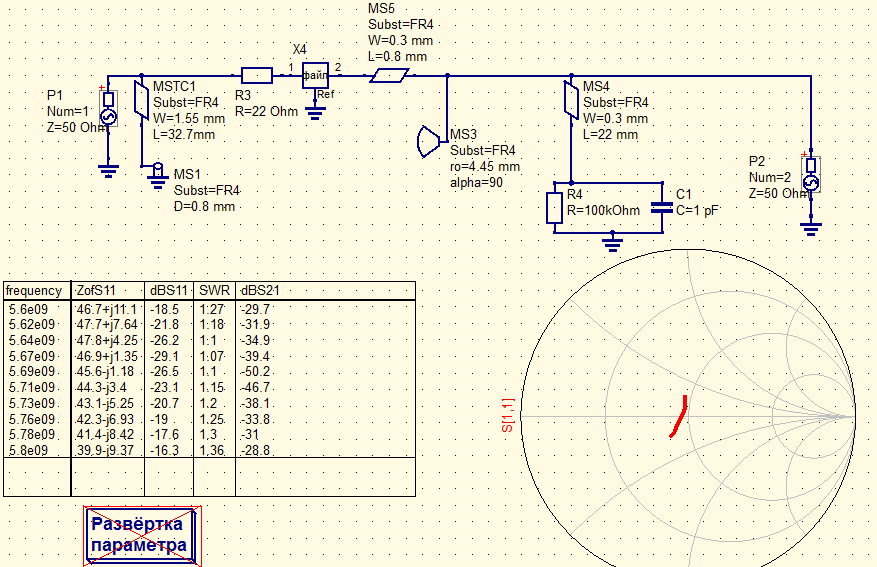 MS5
Subst=FR4
W=0.3 mm
L=0.8 mm
X4
1
файл
2
Ref
P1
Num=1
Z=50 Ohm
MSTC1
Subst=FR4
W=1.55 mm
L=32.7mm
R3
R=22 Ohm
MS1
Subst=FR4
D=0.8 mm
MS3
Subst=FR4
ro=4.45 mm
alpha=90
MS4
Subst=FR4
W=0.3 mm
L=22 mm
P2
Num=2
Z=50 Ohm
R4
R=100kOhm
C1
C=1 pF
frequency ZofS11 dBS11 SWR dBS21
5.6e09 46.7+j11.1 -18.5 1.27 -29.7
5.62e09 47.7+j7.64 -21.8 1.18 -31.9
5.64e09 47.8+j4.25 -26.2 1.1 -34.9
5.67e09 46.9+j1.35 -29.1 1.07 -39.4
5.69e09 45.6-j1.18 -26.5 1.1 -50.2
5.71e09 44.3-j3.4 -23.1 1.15 -46.7
5.73e09 43.1-j5.25 -20.7 1.2 -38.1
5.76e09 42.3-j6.93 -19 1.25 -33.8
5.78e09 41.4-j8.42 -17.6 1.3 -31
5.8e09 39.9-j9.37 -16.3 1.36 -28.8
S[1,1]
Развёртка
параметра